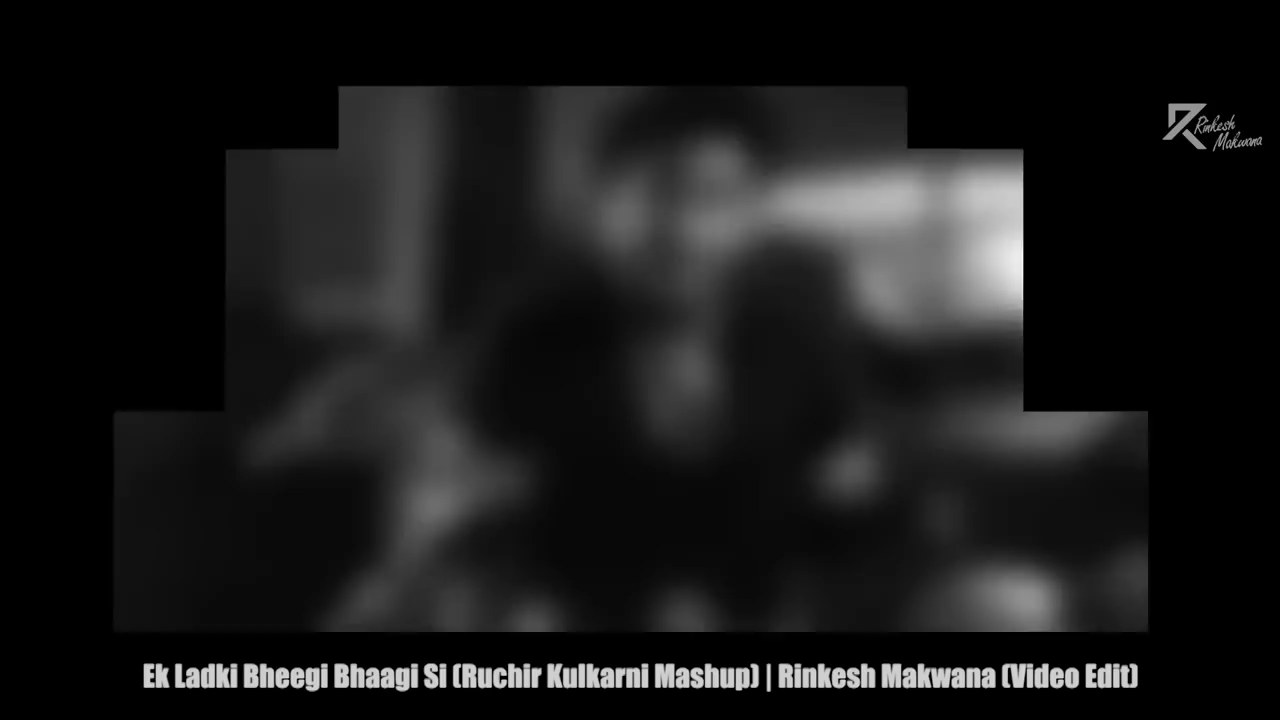 Rinkesh
Makwana
Ek Ladki Bheegi Bhaagi Si (Ruchir Kulkarni Mashup) | Rinkesh Makwana (Video Edit)